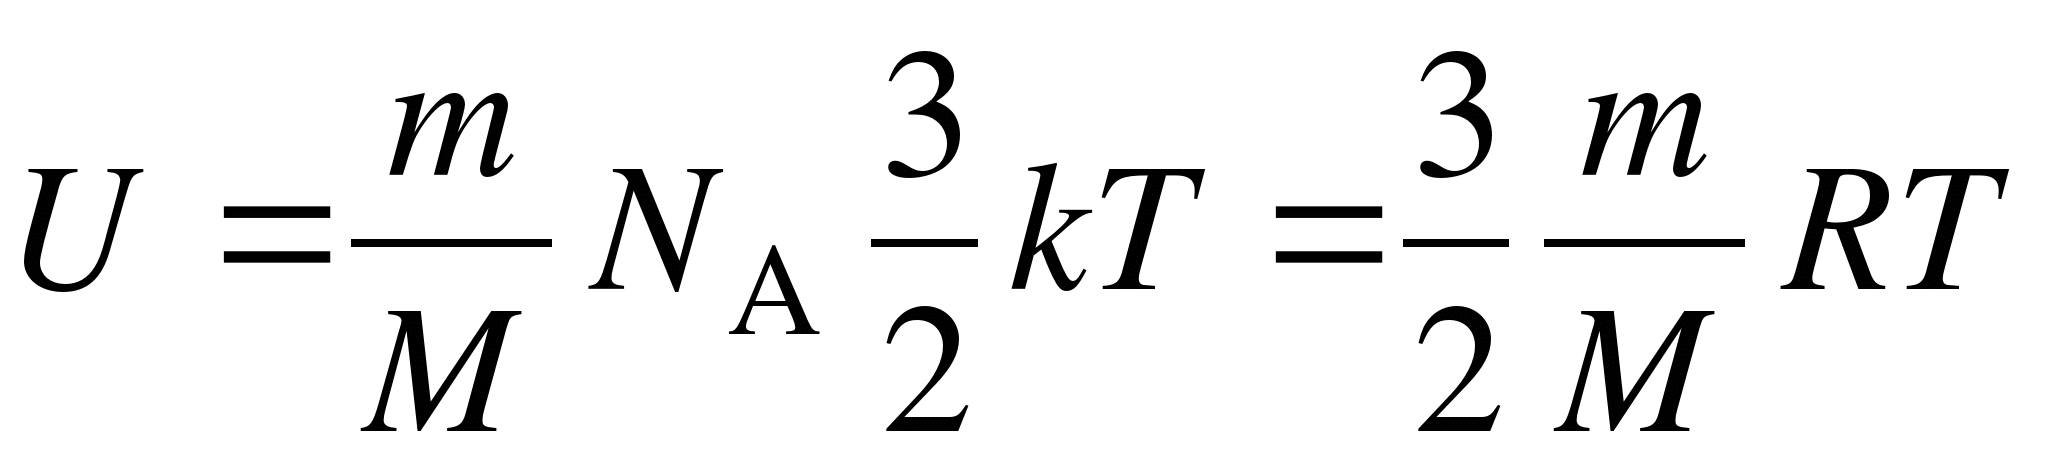 U = m/M N_A 3/2 kT = 3/2 m/M RT